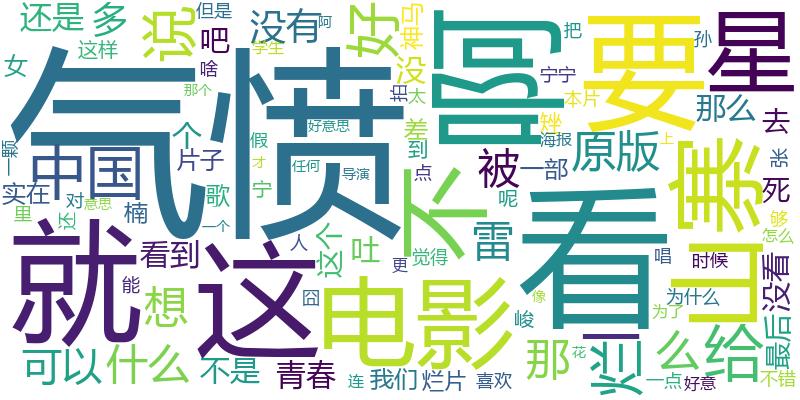 还是
多
说
没有
好
神马
但是
阿
吧
学生
这样
啥
女
那个
气愤
啊
要
星
把
孙
宁宁
没
拍
太
本片
那么
差
矬
去
个
片子
假
好意思
中国
一颗
实在
对
意思
里
还
楠
宁
歌
才
任何
导演
到
点
被
一部
原版
海报
张
死
上
够
山寨
呢
不
雷
看
怎么
就
这
看到
人
这个
吐
觉得
更
电影
唱
时候
没看
一个
能
想
囧
峻
像
为什么
为了
烂
一
么
给
最后
可以
什么
不是
青春
连
我们
烂片
喜欢
那
花
一点
好意
不错